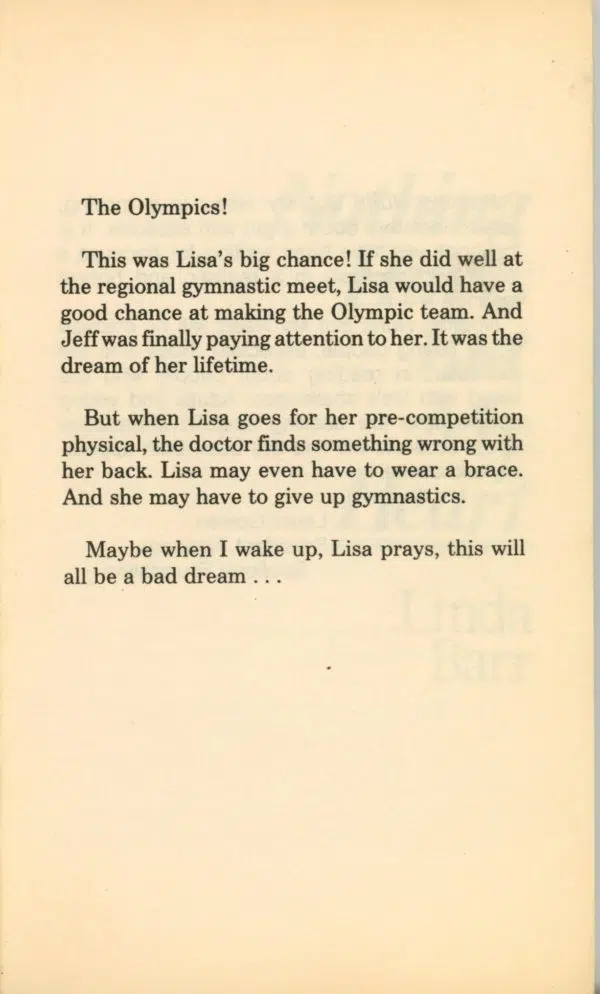 The Olympics!
This was Lisa's big chance! If she did well at
the regional gymnastic meet, Lisa would have a
good chance at making the Olympic team. And
Jeff was finally paying attention to her. It was the
dream of her lifetime.
But when Lisa goes for her pre-competition
physical, the doctor finds something wrong with
her back. Lisa may even have to wear a brace.
And she may have to give up gymnastics.
Maybe when I wake up, Lisa prays, this will
all be a bad dream . . .
Linda
Barr